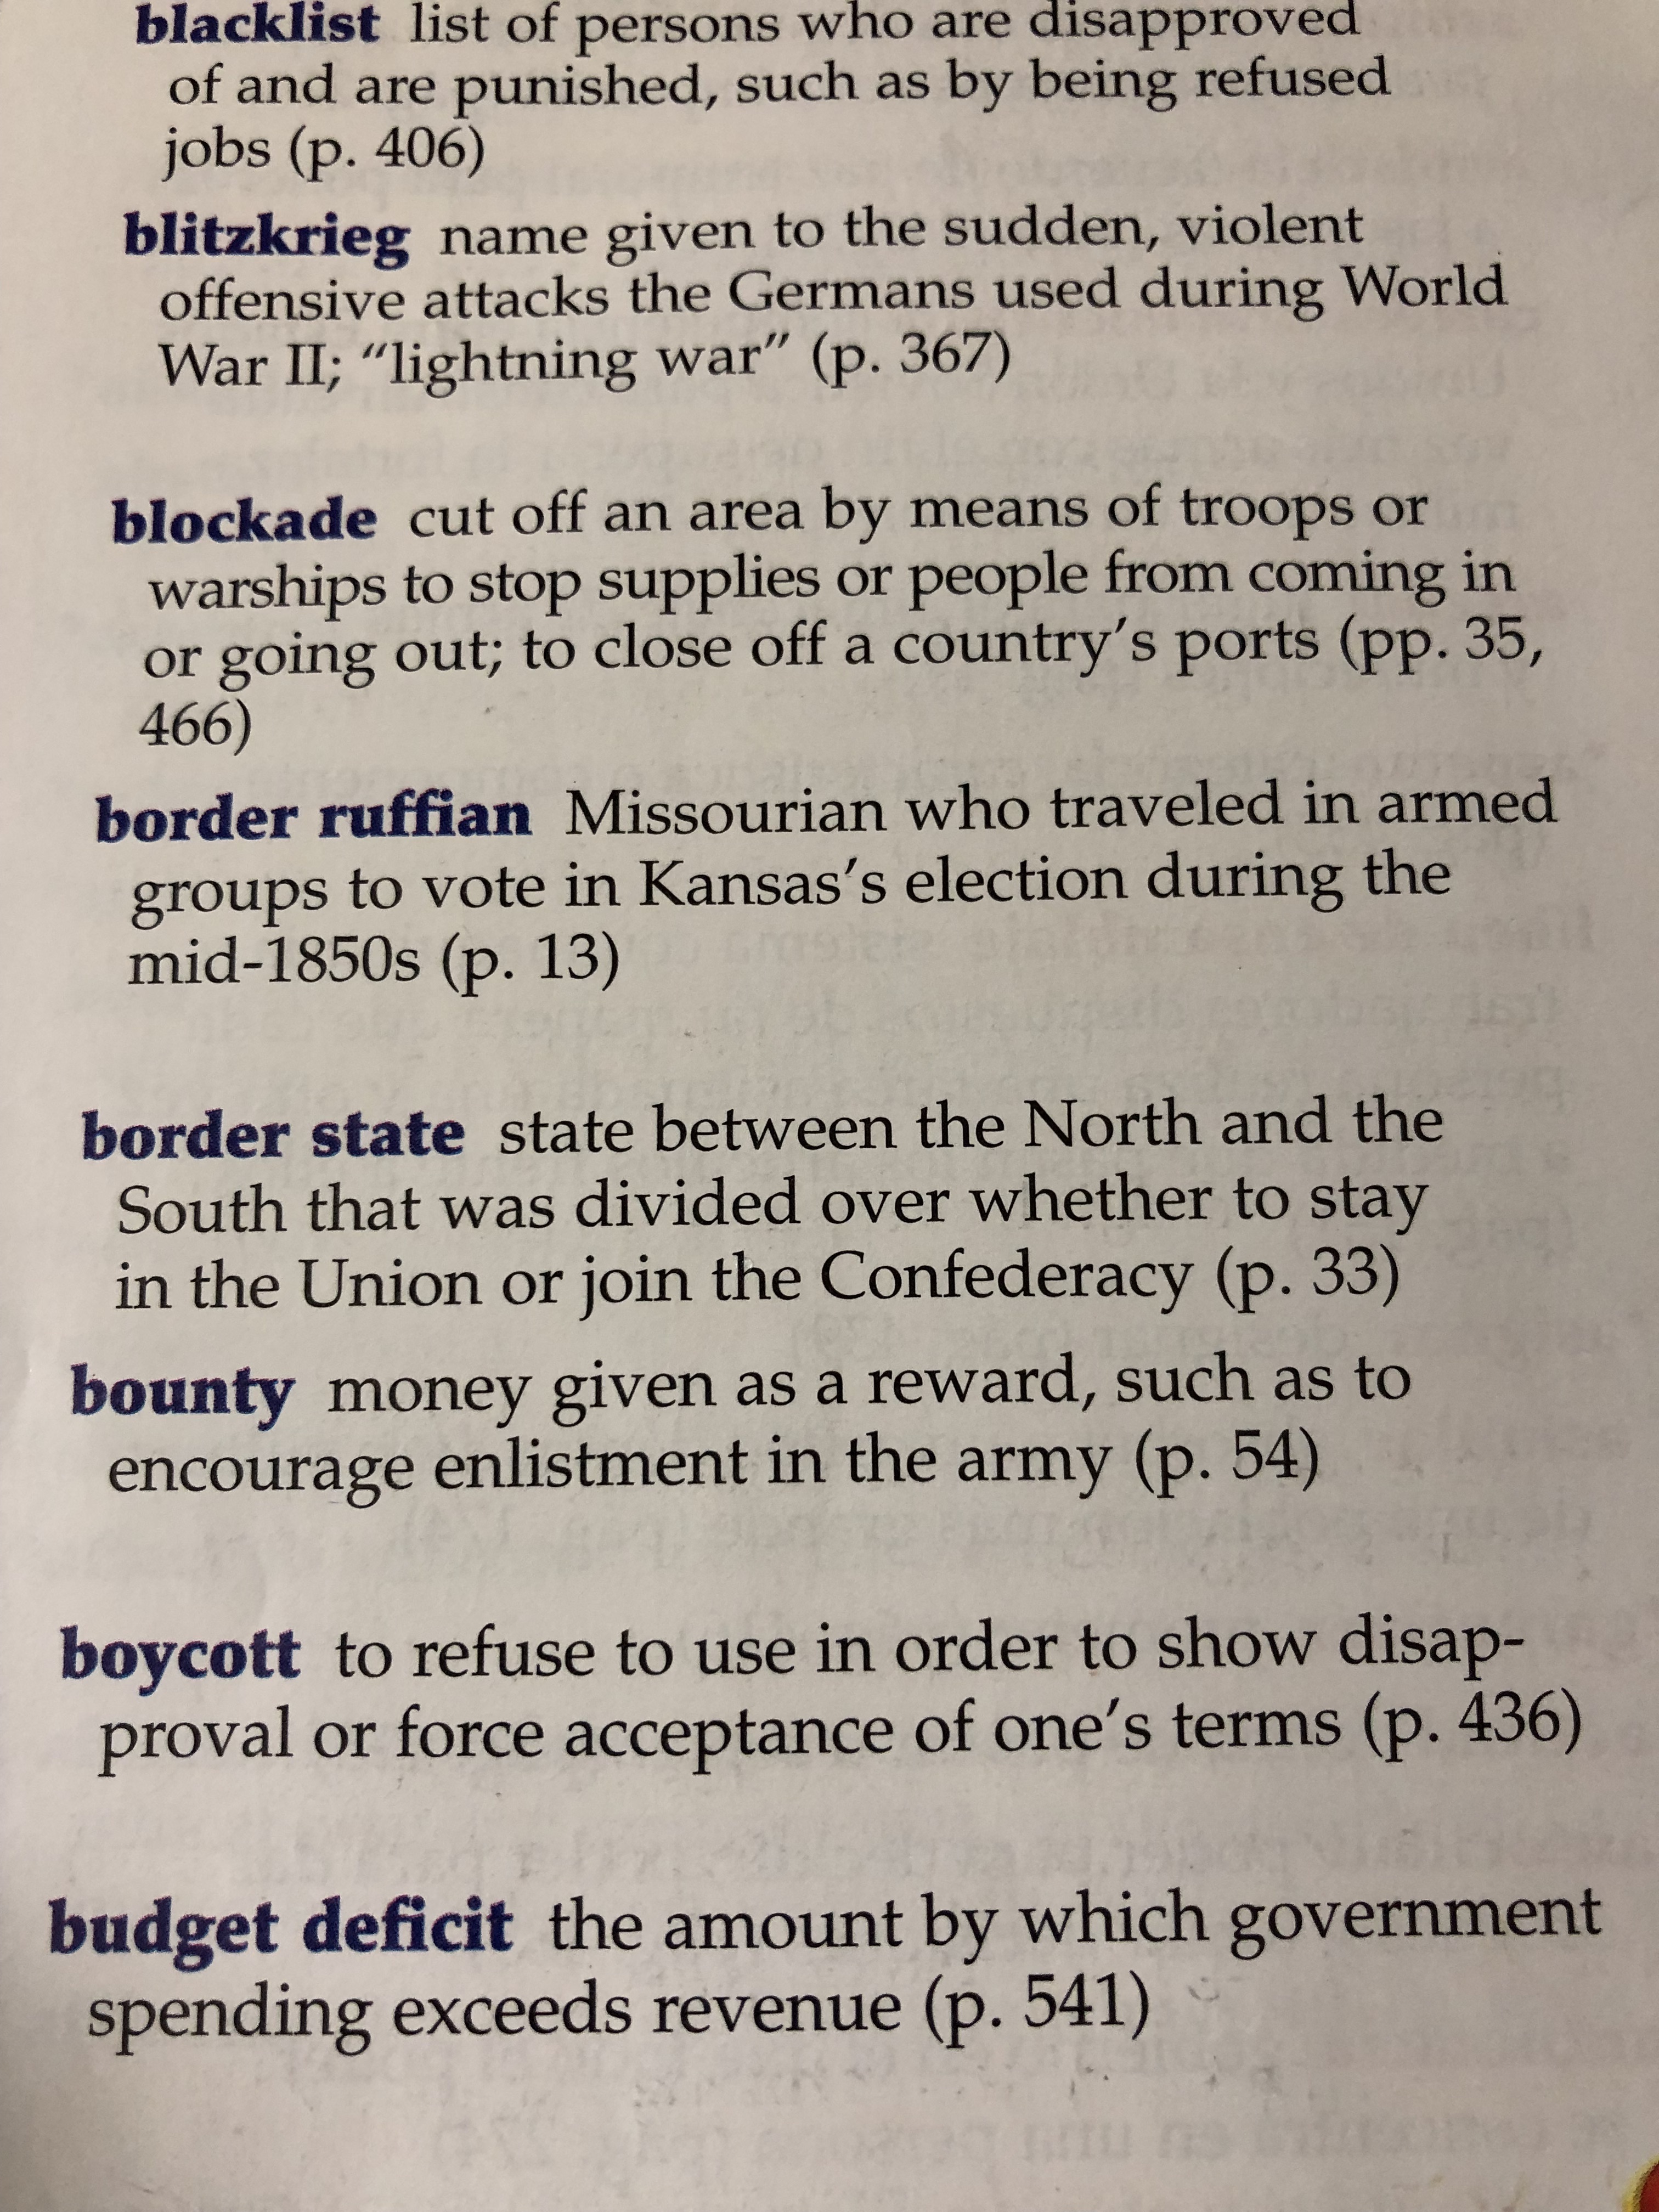 blacklist list of persons who are disapproved
of and are punished, such as by being refused
jobs (p. 406)
blitzkrieg name given to the sudden, violent
offensive attacks the Germans used during World
War II; “lightning war” (p. 367)
blockade cut off an area by means of troops or
warships to stop supplies or people from coming in
or going out; to close off a country’s ports (pp. 35,
466)
border ruffian Missourian who traveled in armed
groups to vote in Kansas’s election during the
mid-1850s (p. 13)
border state state between the North and the
South that was divided over whether to stay
in the Union or join the Confederacy (p. 33)
bounty money given as a reward, such as to
encourage enlistment in the army (p. 54)
boycott to refuse to use in order to show disap-
proval or force acceptance of one’s terms (p. 436)
budget deficit the amount by which government
spending exceeds revenue (p. 541)